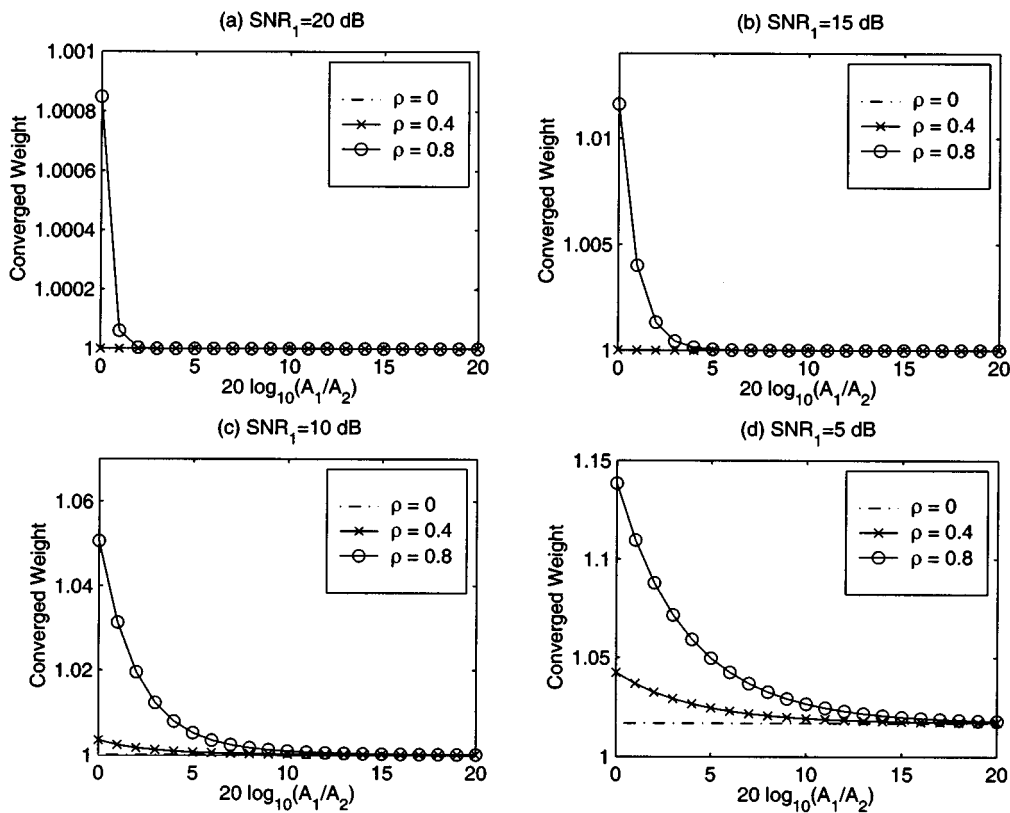 (a) SNR₁=20 dB
1.001
1.0008
1.0006
1.0004
1.0002
1
Converged Weight
ρ = 0
ρ = 0.4
ρ = 0.8
0 5 10 15 20
20 log₁₀(A₁/A₂)
(b) SNR₁=15 dB
1.01
1.005
1
Converged Weight
ρ = 0
ρ = 0.4
ρ = 0.8
0 5 10 15 20
20 log₁₀(A₁/A₂)
(c) SNR₁=10 dB
1.06
1.04
1.02
1
Converged Weight
ρ = 0
ρ = 0.4
ρ = 0.8
0 5 10 15 20
20 log₁₀(A₁/A₂)
(d) SNR₁=5 dB
1.15
1.1
1.05
1
Converged Weight
ρ = 0
ρ = 0.4
ρ = 0.8
0 5 10 15 20
20 log₁₀(A₁/A₂)